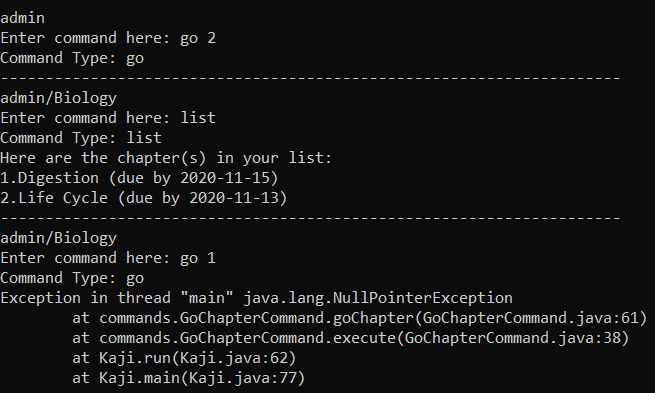 admin
Enter command here: go 2
Command Type: go
---------------------------------------------------------------------
admin/Biology
Enter command here: list
Command Type: list
Here are the chapter(s) in your list:
1.Digestion (due by 2020-11-15)
2.Life Cycle (due by 2020-11-13)
---------------------------------------------------------------------
admin/Biology
Enter command here: go 1
Command Type: go
Exception in thread "main" java.lang.NullPointerException
        at commands.GoChapterCommand.goChapter(GoChapterCommand.java:61)
        at commands.GoChapterCommand.execute(GoChapterCommand.java:38)
        at Kaji.run(Kaji.java:62)
        at Kaji.main(Kaji.java:77)